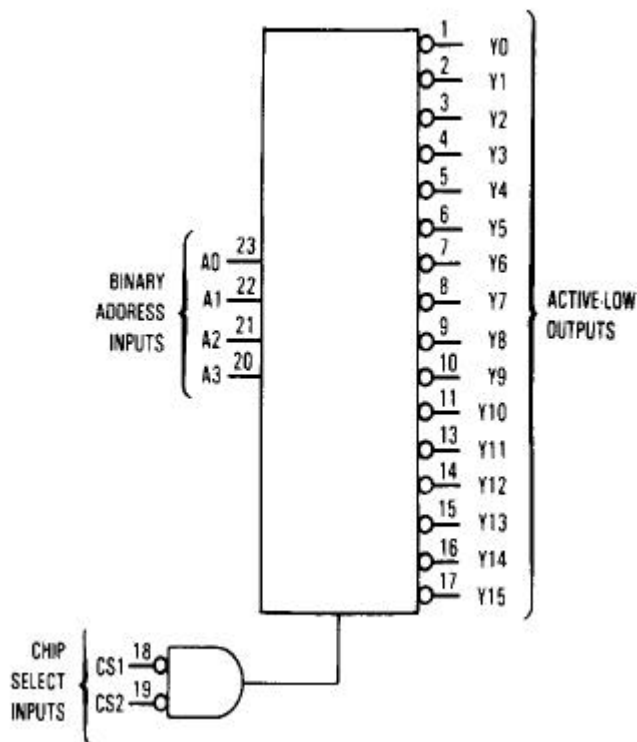 1 Y0
2 Y1
3 Y2
4 Y3
5 Y4
6 Y5
7 Y6
8 Y7
9 Y8
10 Y9
11 Y10
13 Y11
14 Y12
15 Y13
16 Y14
17 Y15
BINARY
ADDRESS
INPUTS
A0 23
A1 22
A2 21
A3 20
ACTIVE-LOW
OUTPUTS
CHIP
SELECT
INPUTS
CS1 18
CS2 19